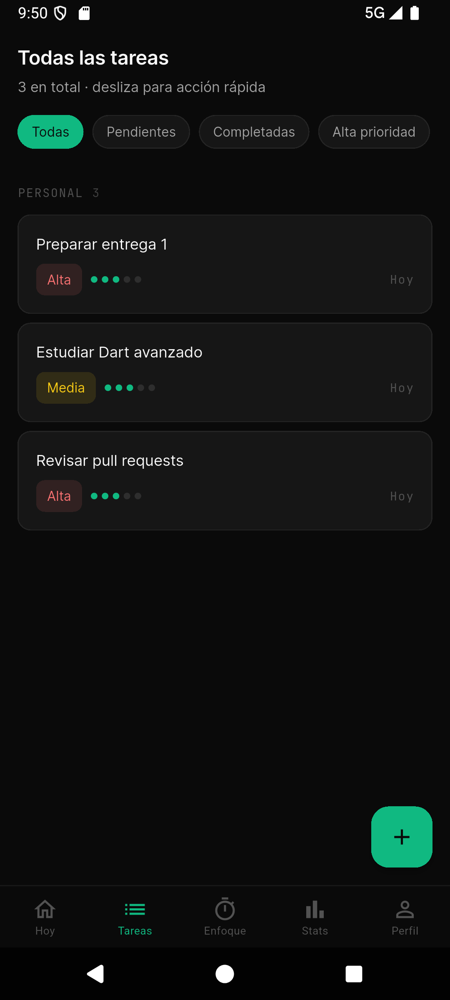 9:50 5G
Todas las tareas
3 en total · desliza para acción rápida
Todas Pendientes Completadas Alta prioridad
PERSONAL 3
Preparar entrega 1
Alta Hoy
Estudiar Dart avanzado
Media Hoy
Revisar pull requests
Alta Hoy
+
Hoy Tareas Enfoque Stats Perfil